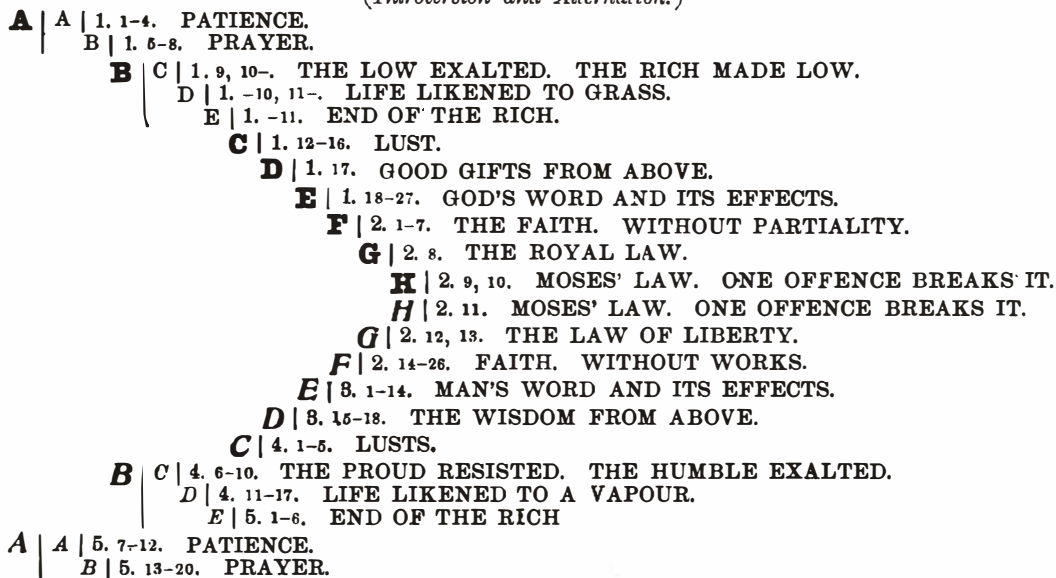 (Introversion and Alternation.)
A | A | 1. 1-4. PATIENCE.
B | 1. 5-8. PRAYER.
B | C | 1. 9, 10-. THE LOW EXALTED. THE RICH MADE LOW.
D | 1. -10, 11-. LIFE LIKENED TO GRASS.
E | 1. -11. END OF THE RICH.
C | 1. 12-16. LUST.
D | 1. 17. GOOD GIFTS FROM ABOVE.
E | 1. 18-27. GOD'S WORD AND ITS EFFECTS.
F | 2. 1-7. THE FAITH. WITHOUT PARTIALITY.
G | 2. 8. THE ROYAL LAW.
H | 2. 9, 10. MOSES' LAW. ONE OFFENCE BREAKS IT.
H | 2. 11. MOSES' LAW. ONE OFFENCE BREAKS IT.
G | 2. 12, 13. THE LAW OF LIBERTY.
F | 2. 14-26. FAITH. WITHOUT WORKS.
E | 3. 1-14. MAN'S WORD AND ITS EFFECTS.
D | 3. 15-18. THE WISDOM FROM ABOVE.
C | 4. 1-5. LUSTS.
B | C | 4. 6-10. THE PROUD RESISTED. THE HUMBLE EXALTED.
D | 4. 11-17. LIFE LIKENED TO A VAPOUR.
E | 5. 1-6. END OF THE RICH
A | A | 5. 7-12. PATIENCE.
B | 5. 13-20. PRAYER.